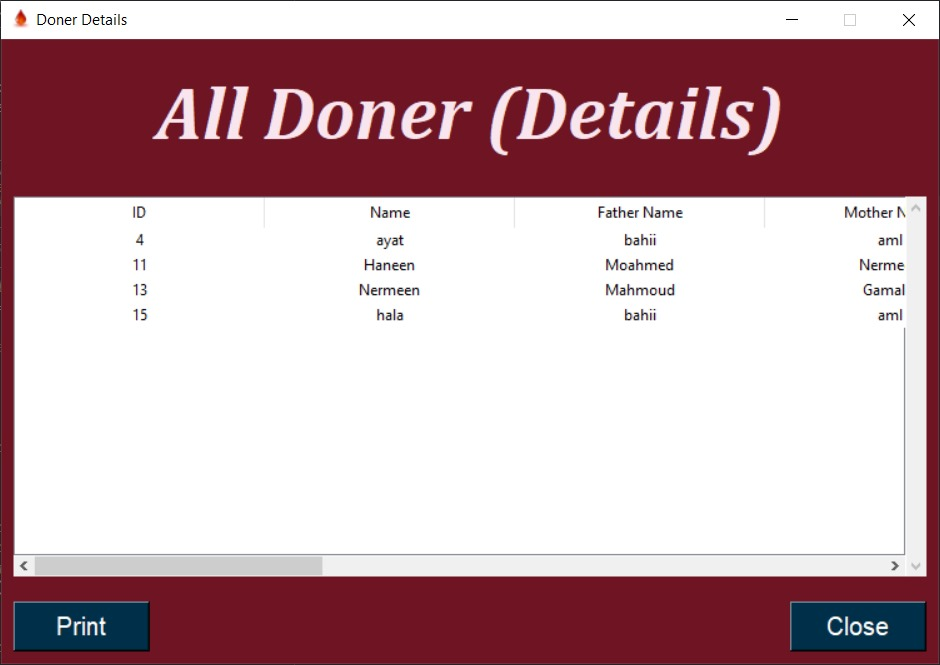 Doner Details
All Doner (Details)
ID Name Father Name Mother N
4 ayat bahii aml
11 Haneen Moahmed Nerme
13 Nermeen Mahmoud Gamal
15 hala bahii aml
Print Close